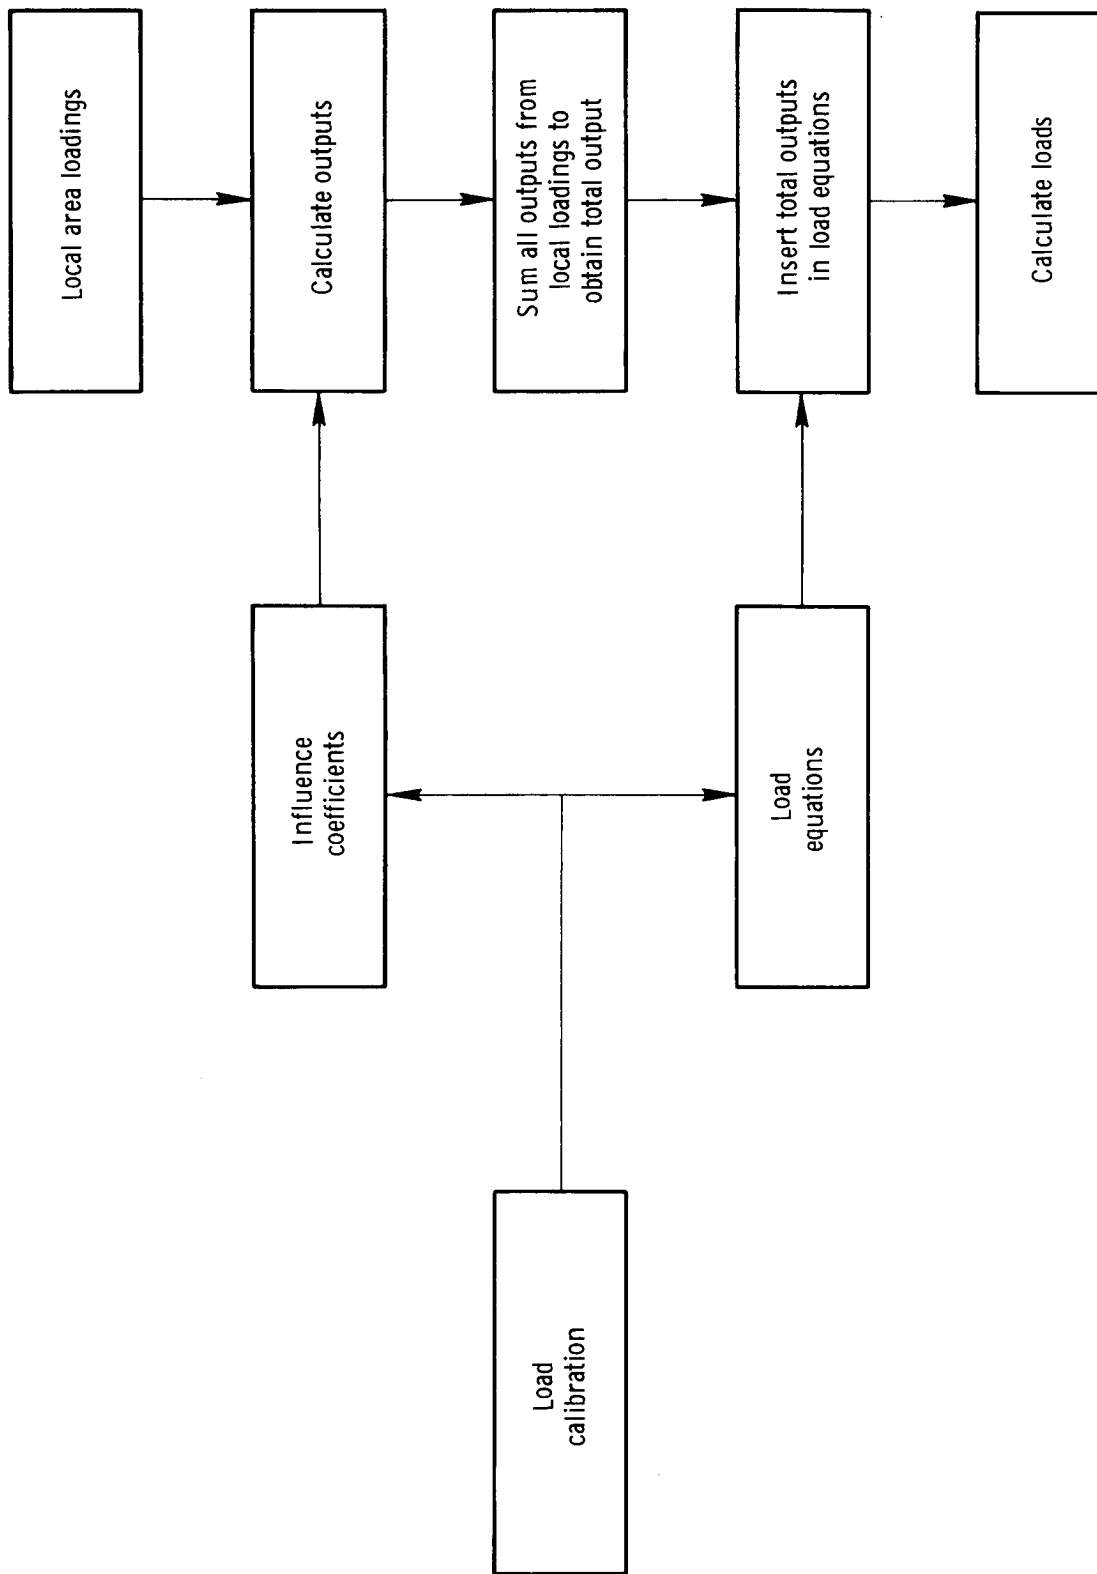 Local area loadings
Calculate outputs
Sum all outputs from
local loadings to
obtain total output
Insert total outputs
in load equations
Calculate loads
Influence
coefficients
Load
equations
Load
calibration